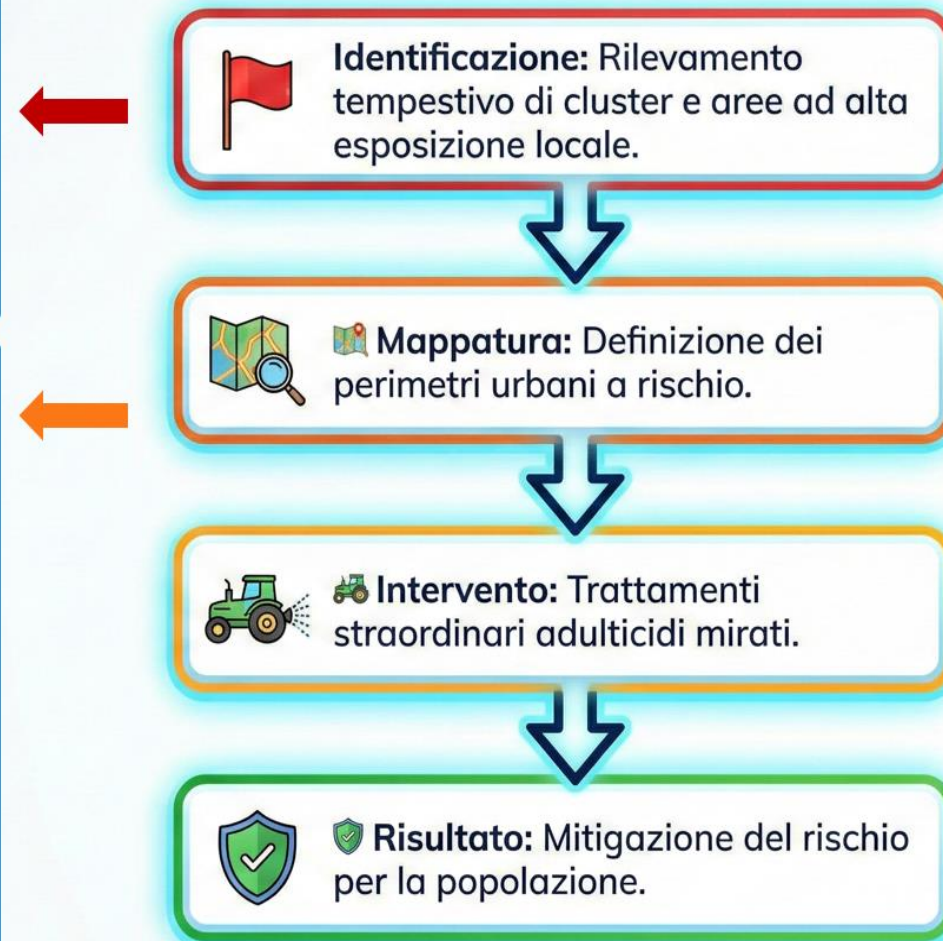 Identificazione: Rilevamento
tempestivo di cluster e aree ad alta
esposizione locale.
Mappatura: Definizione dei
perimetri urbani a rischio.
Intervento: Trattamenti
straordinari adulticidi mirati.
Risultato: Mitigazione del rischio
per la popolazione.